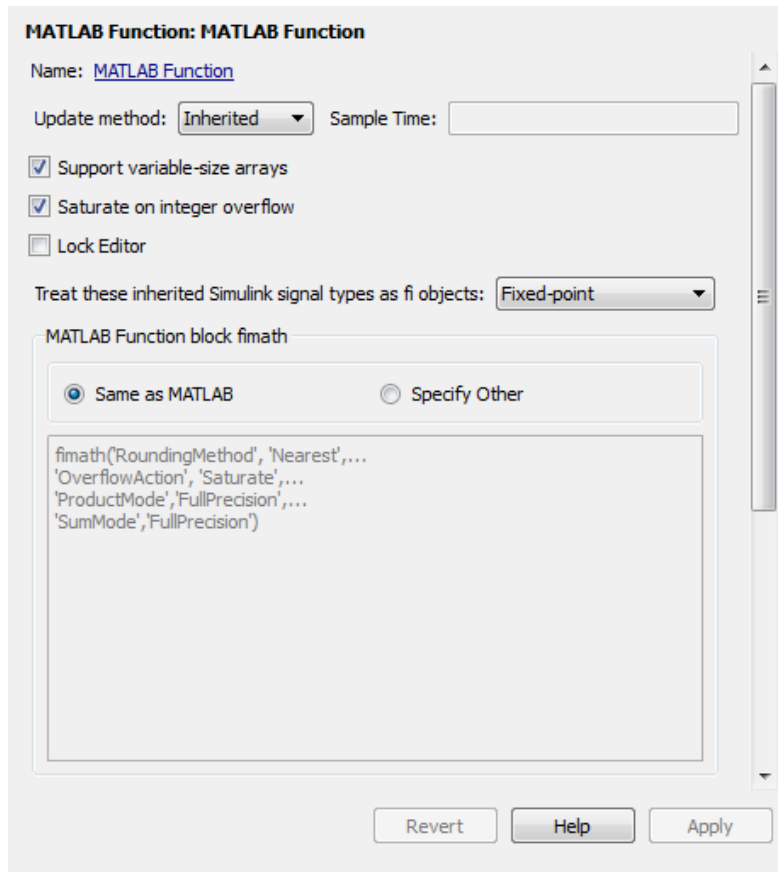 MATLAB Function: MATLAB Function
Name: MATLAB Function
Update method: Inherited Sample Time:
Support variable-size arrays
Saturate on integer overflow
Lock Editor
Treat these inherited Simulink signal types as fi objects: Fixed-point
MATLAB Function block fimath
Same as MATLAB Specify Other
fimath('RoundingMethod', 'Nearest',...
'OverflowAction', 'Saturate',...
'ProductMode','FullPrecision',...
'SumMode','FullPrecision')
Revert Help Apply